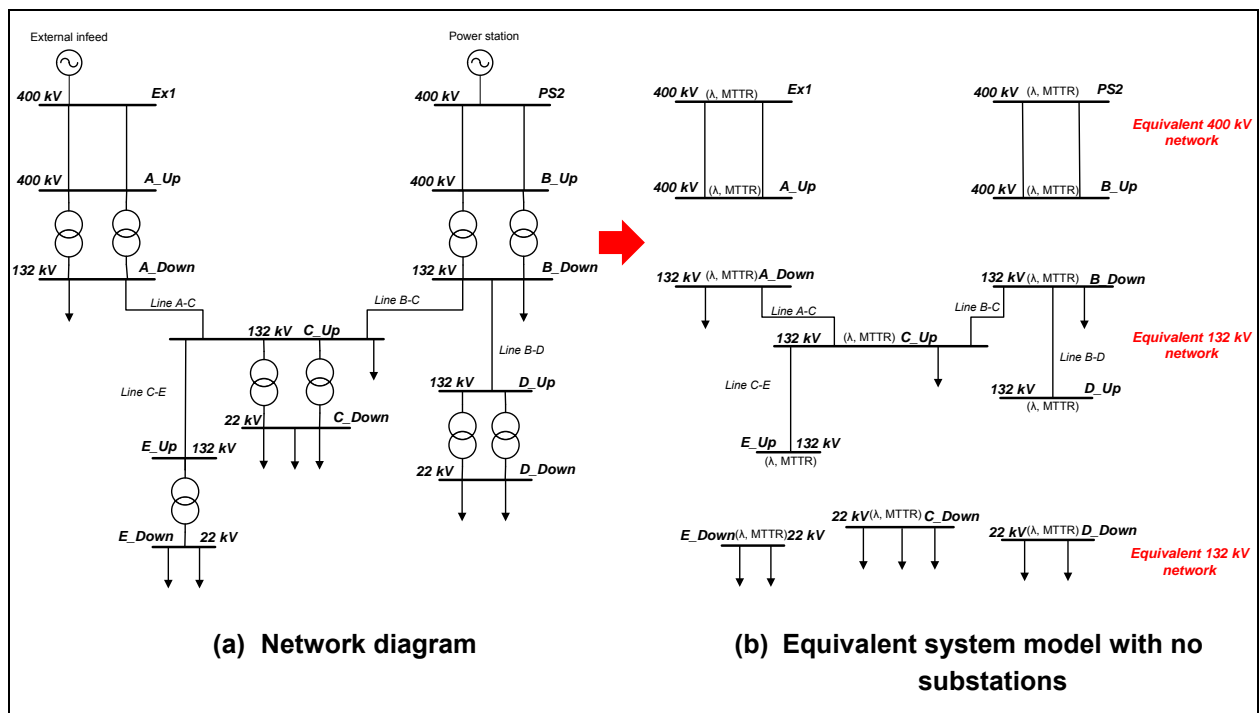 External infeed
Power station
400 kV Ex1
400 kV PS2
400 kV A_Up
400 kV B_Up
132 kV A_Down
132 kV B_Down
Line A-C
Line B-C
132 kV C_Up
Line B-D
Line C-E
132 kV D_Up
22 kV C_Down
E_Up 132 kV
22 kV D_Down
E_Down 22 kV
(a) Network diagram
400 kV (λ, MTTR) Ex1
400 kV (λ, MTTR) PS2
Equivalent 400 kV
network
400 kV (λ, MTTR) A_Up
400 kV (λ, MTTR) B_Up
132 kV (λ, MTTR) A_Down
132 kV (λ, MTTR) B_Down
Line A-C
Line B-C
132 kV (λ, MTTR) C_Up
Equivalent 132 kV
network
Line B-D
Line C-E
132 kV D_Up
(λ, MTTR)
E_Up 132 kV
(λ, MTTR)
E_Down (λ, MTTR) 22 kV
22 kV (λ, MTTR) C_Down
22 kV (λ, MTTR) D_Down
Equivalent 132 kV
network
(b) Equivalent system model with no
substations